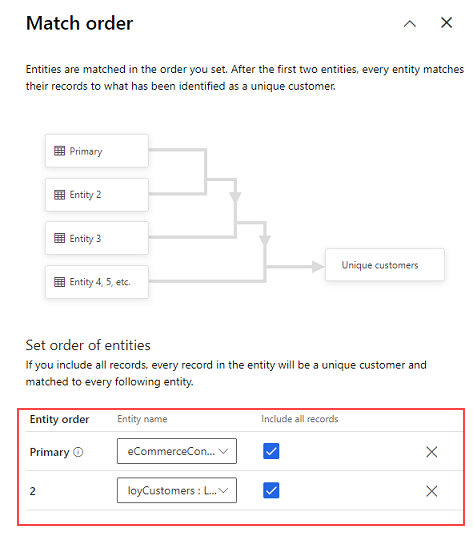 Match order
Entities are matched in the order you set. After the first two entities, every entity matches
their records to what has been identified as a unique customer.
Primary
Entity 2
Entity 3
Entity 4, 5, etc.
Unique customers
Set order of entities
If you include all records, every record in the entity will be a unique customer and
matched to every following entity.
Entity order Entity name Include all records
Primary eCommerceCon...
2 loyCustomers : L...